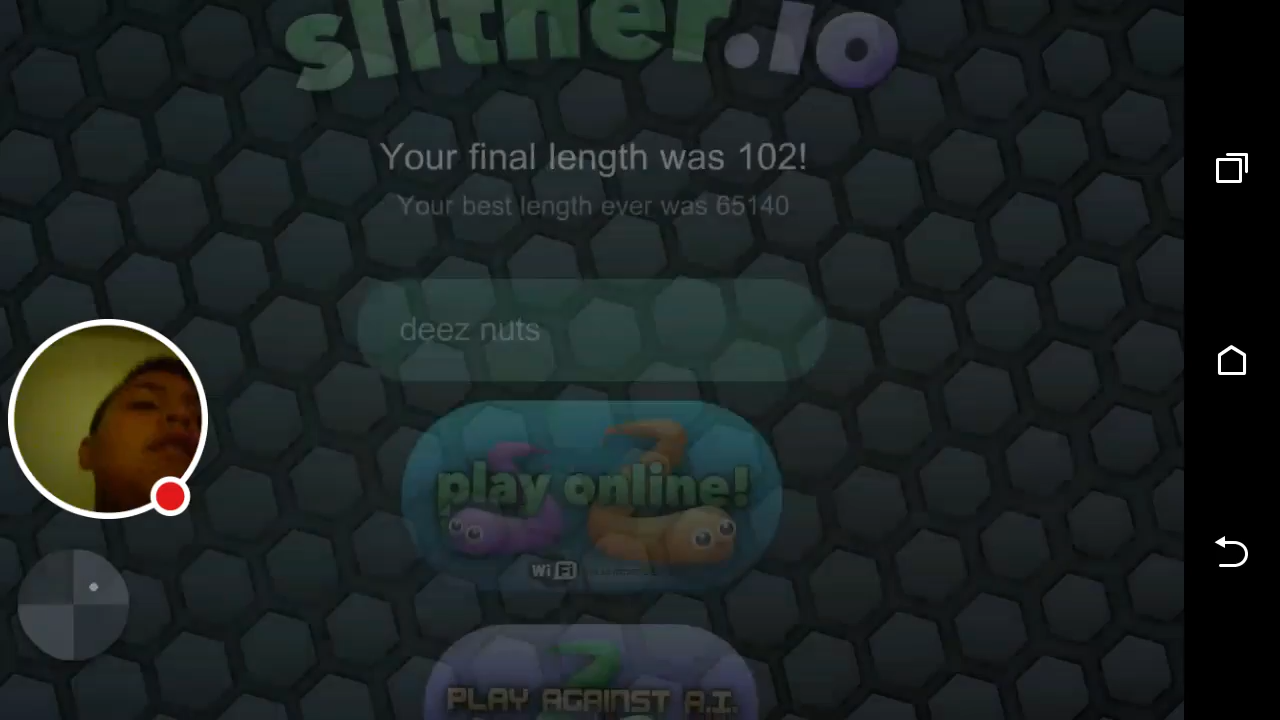 slither.io
Your final length was 102!
Your best length ever was 65140
deez nuts
play online!
WiFi
PLAY AGAINST A.I.